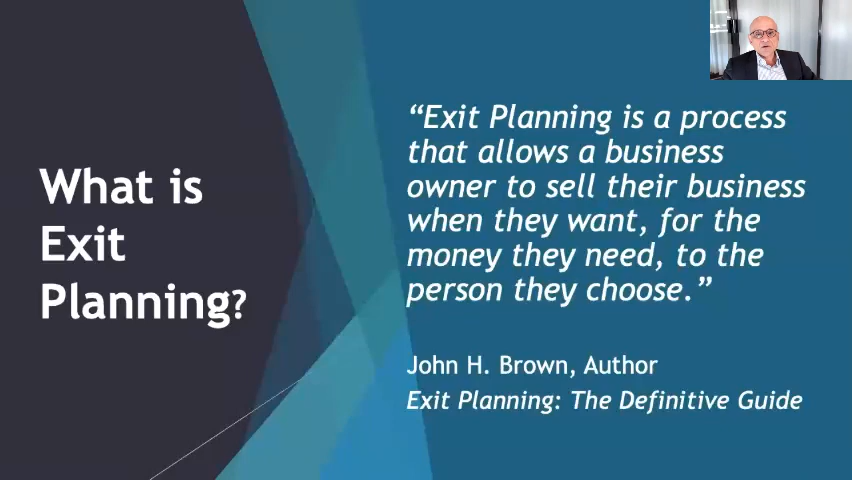 What is
Exit
Planning?
“Exit Planning is a process
that allows a business
owner to sell their business
when they want, for the
money they need, to the
person they choose.”
John H. Brown, Author
Exit Planning: The Definitive Guide